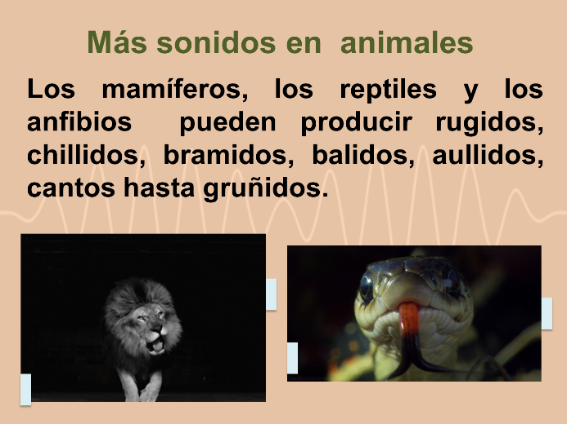 Más sonidos en animales
Los mamíferos, los reptiles y los
anfibios pueden producir rugidos,
chillidos, bramidos, balidos, aullidos,
cantos hasta gruñidos.